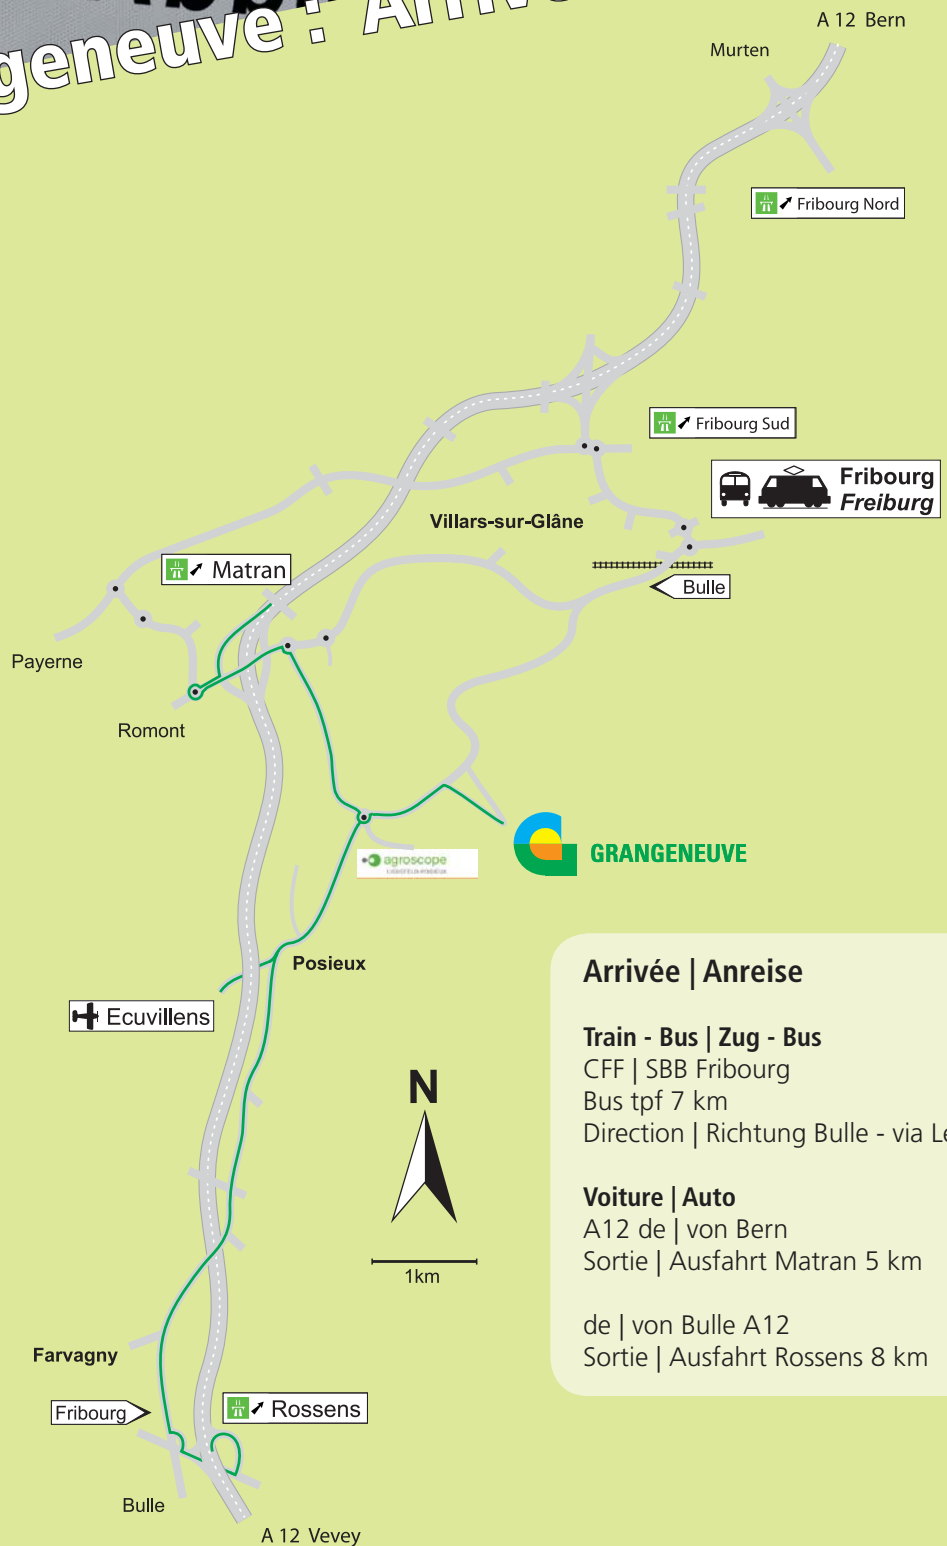 geneuve : Arriv
A 12 Bern
Murten
Fribourg Nord
Fribourg Sud
Fribourg
Freiburg
Villars-sur-Glâne
Matran
Bulle
Payerne
Romont
agroscope
GRANGENEUVE
Posieux
Ecuvillens
Arrivée | Anreise
Train - Bus | Zug - Bus
CFF | SBB Fribourg
Bus tpf 7 km
Direction | Richtung Bulle - via Le
N
1km
Voiture | Auto
A12 de | von Bern
Sortie | Ausfahrt Matran 5 km
de | von Bulle A12
Sortie | Ausfahrt Rossens 8 km
Farvagny
Fribourg
Rossens
Bulle
A 12 Vevey